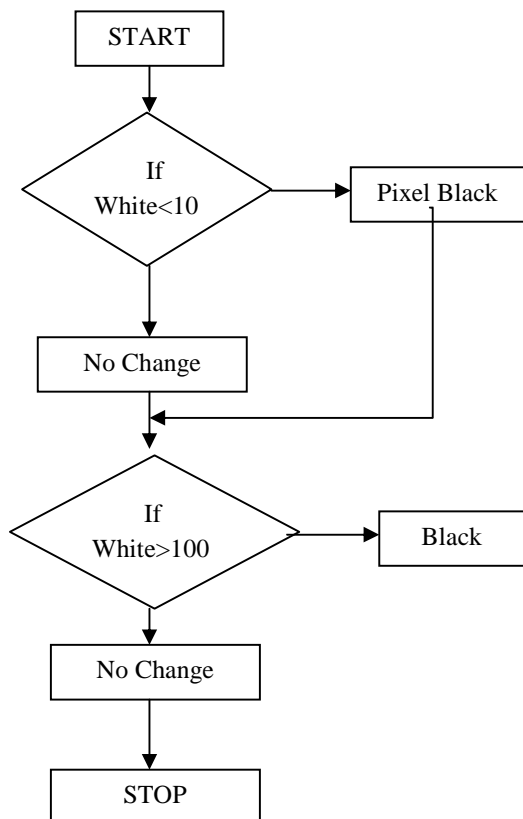 START
If
White<10
Pixel Black
No Change
If
White>100
Black
No Change
STOP